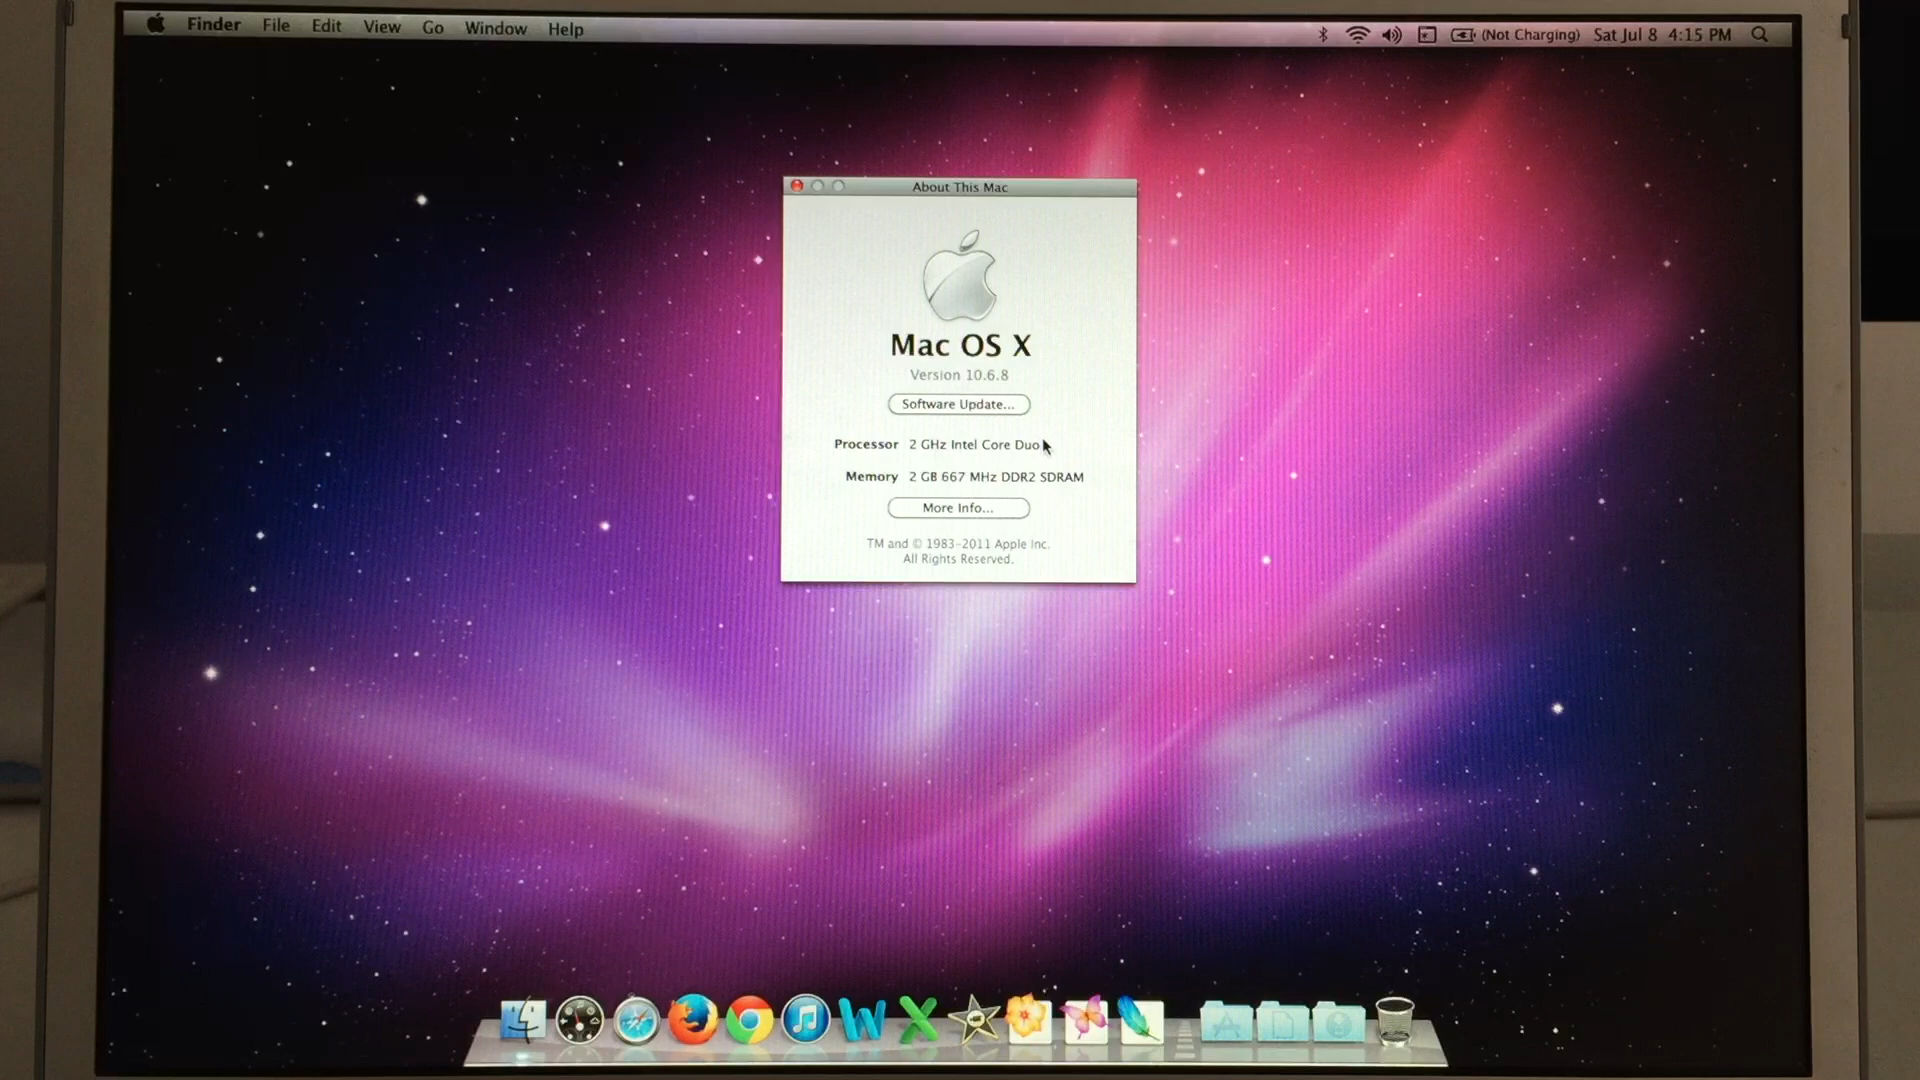 Finder File Edit View Go Window Help
(Not Charging) Sat Jul 8 4:15 PM
About This Mac
Mac OS X
Version 10.6.8
Software Update...
Processor 2 GHz Intel Core Duo
Memory 2 GB 667 MHz DDR2 SDRAM
More Info...
TM and © 1983–2011 Apple Inc.
All Rights Reserved.